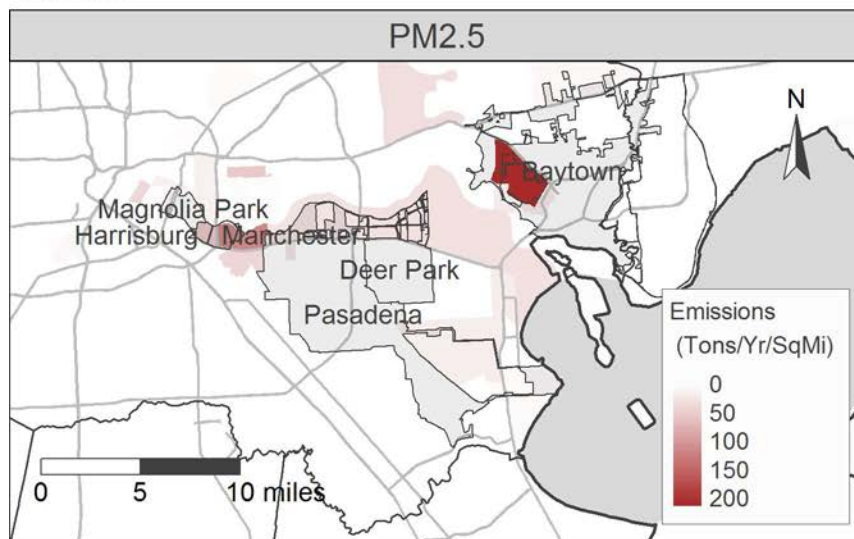 PM2.5
N
Baytown
Magnolia Park
Harrisburg Manchester
Deer Park
Pasadena
Emissions
(Tons/Yr/SqMi)
0
50
100
150
200
0 5 10 miles